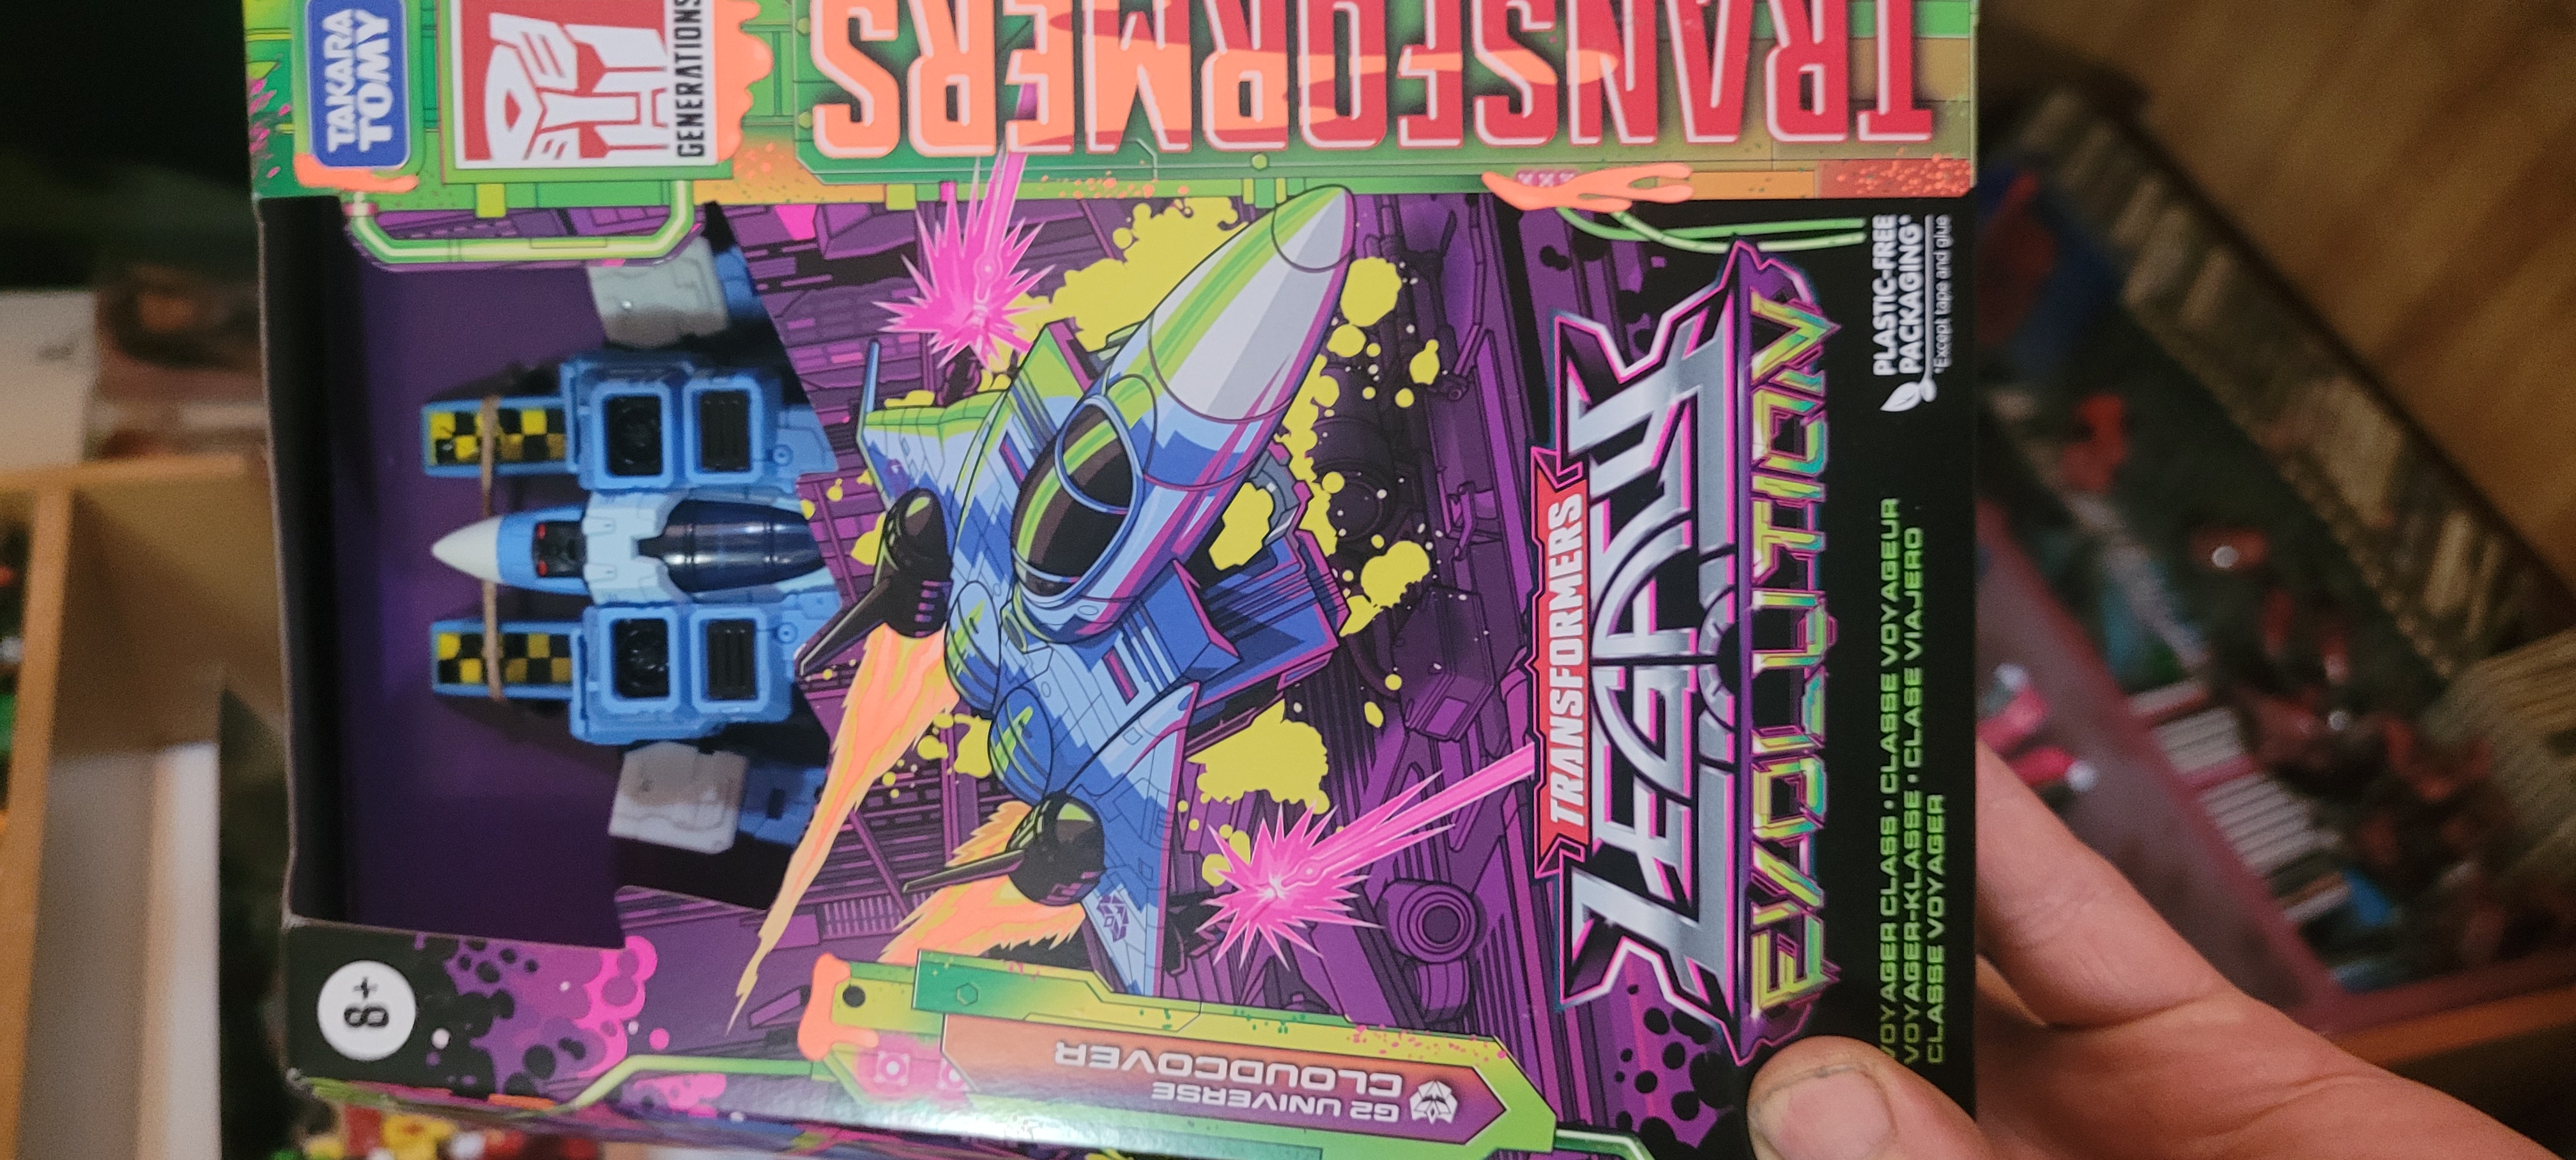 TAKARA
TOMY
GENERATIONS
TRANSFORMERS
TRANSFORMERS
LEGACY
EVOLUTION
PLASTIC-FREE
PACKAGING*
*Except tape and glue
VOYAGER CLASS • CLASSE VOYAGEUR
VOYAGER-KLASSE • CLASE VIAJERO
CLASSE VOYAGER
G2 UNIVERSE
CLOUDCOVER
8+